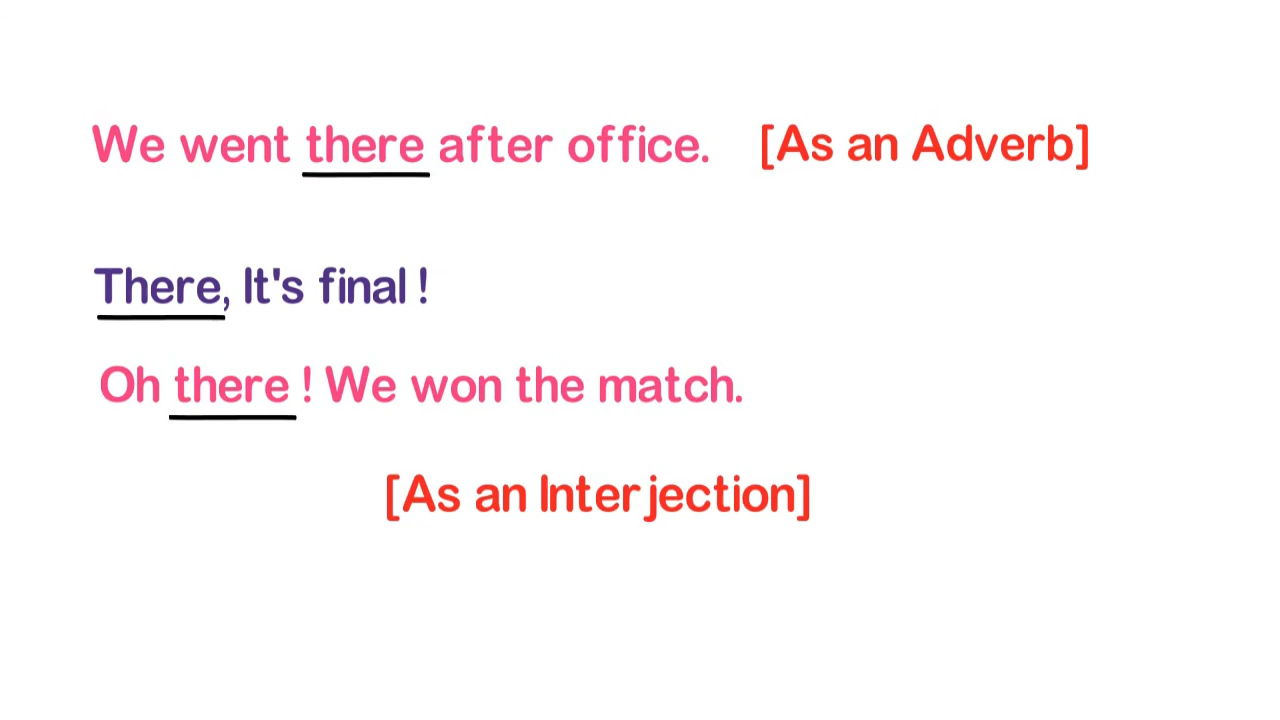 We went there after office. [As an Adverb]
There, It's final !
Oh there ! We won the match.
[As an Interjection]